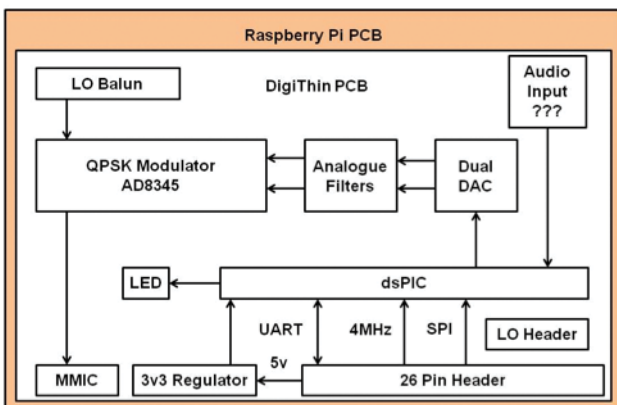 Raspberry Pi PCB
LO Balun
DigiThin PCB
Audio
Input
???
QPSK Modulator
AD8345
Analogue
Filters
Dual
DAC
LED
dsPIC
UART
4MHz
SPI
LO Header
5v
MMIC
3v3 Regulator
26 Pin Header